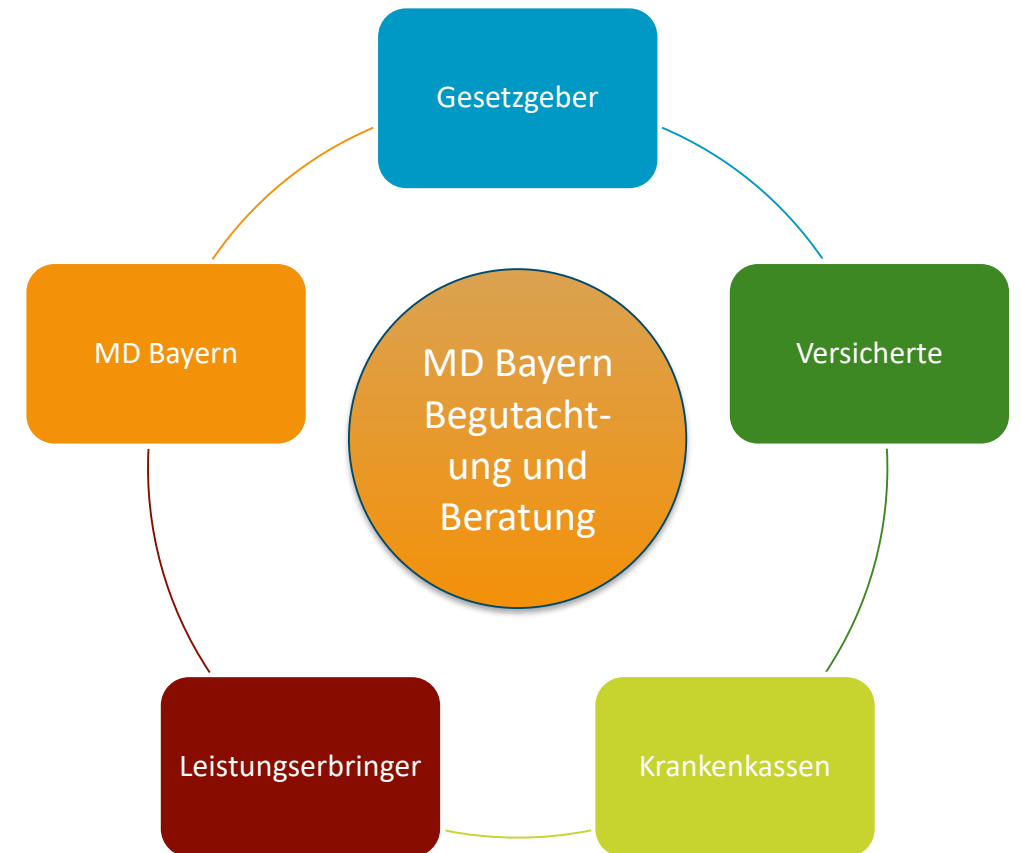 Gesetzgeber
MD Bayern
MD Bayern
Begutacht-
ung und
Beratung
Versicherte
Leistungserbringer
Krankenkassen